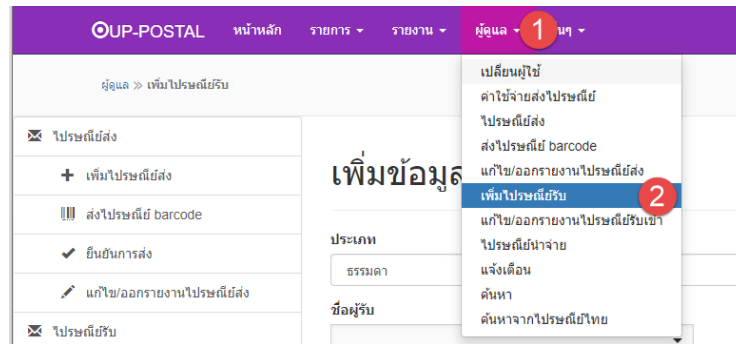 UP-POSTAL หน้าหลัก รายการ รายงาน ผู้ดูแล 1 นๆ
ผู้ดูแล » เพิ่มไปรษณีย์รับ
ไปรษณีย์ส่ง
เพิ่มไปรษณีย์ส่ง
ส่งไปรษณีย์ barcode
ยืนยันการส่ง
แก้ไข/ออกรายงานไปรษณีย์ส่ง
ไปรษณีย์รับ
เพิ่มข้อมูล
ประเภท
ธรรมดา
ชื่อผู้รับ
เปลี่ยนผู้ใช้
ค่าใช้จ่ายส่งไปรษณีย์
ไปรษณีย์ส่ง
ส่งไปรษณีย์ barcode
แก้ไข/ออกรายงานไปรษณีย์ส่ง
เพิ่มไปรษณีย์รับ 2
แก้ไข/ออกรายงานไปรษณีย์รับเข้า
ไปรษณีย์นำจ่าย
แจ้งเตือน
ค้นหา
ค้นหาจากไปรษณีย์ไทย